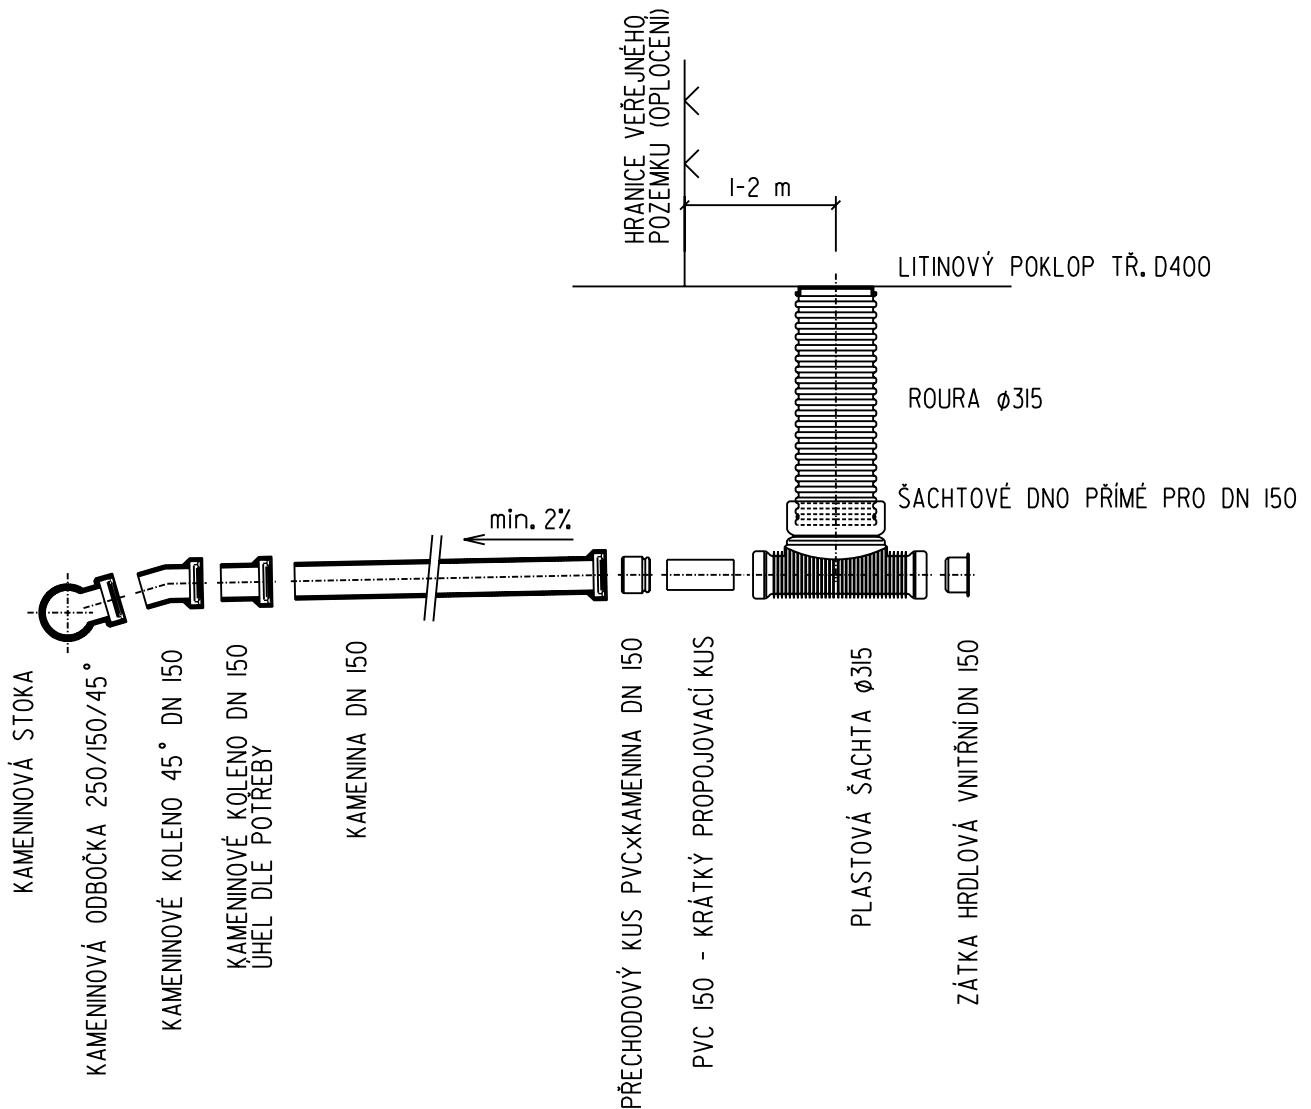 HRANICE VEŘEJNÉHO
POZEMKU (OPLOCENÍ)
1-2 m
LITINOVÝ POKLOP TŘ. D400
ROURA ø315
ŠACHTOVÉ DNO PŘÍMÉ PRO DN 150
min. 2%
KAMENINOVÁ STOKA
KAMENINOVÁ ODBOČKA 250/150/45°
KAMENINOVÉ KOLENO 45° DN 150
KAMENINOVÉ KOLENO DN 150
ÚHEL DLE POTŘEBY
KAMENINA DN 150
PŘECHODOVÝ KUS PVCxKAMENINA DN 150
PVC 150 - KRÁTKÝ PROPOJOVACÍ KUS
PLASTOVÁ ŠACHTA ø315
ZÁTKA HRDLOVÁ VNITŘNÍ DN 150